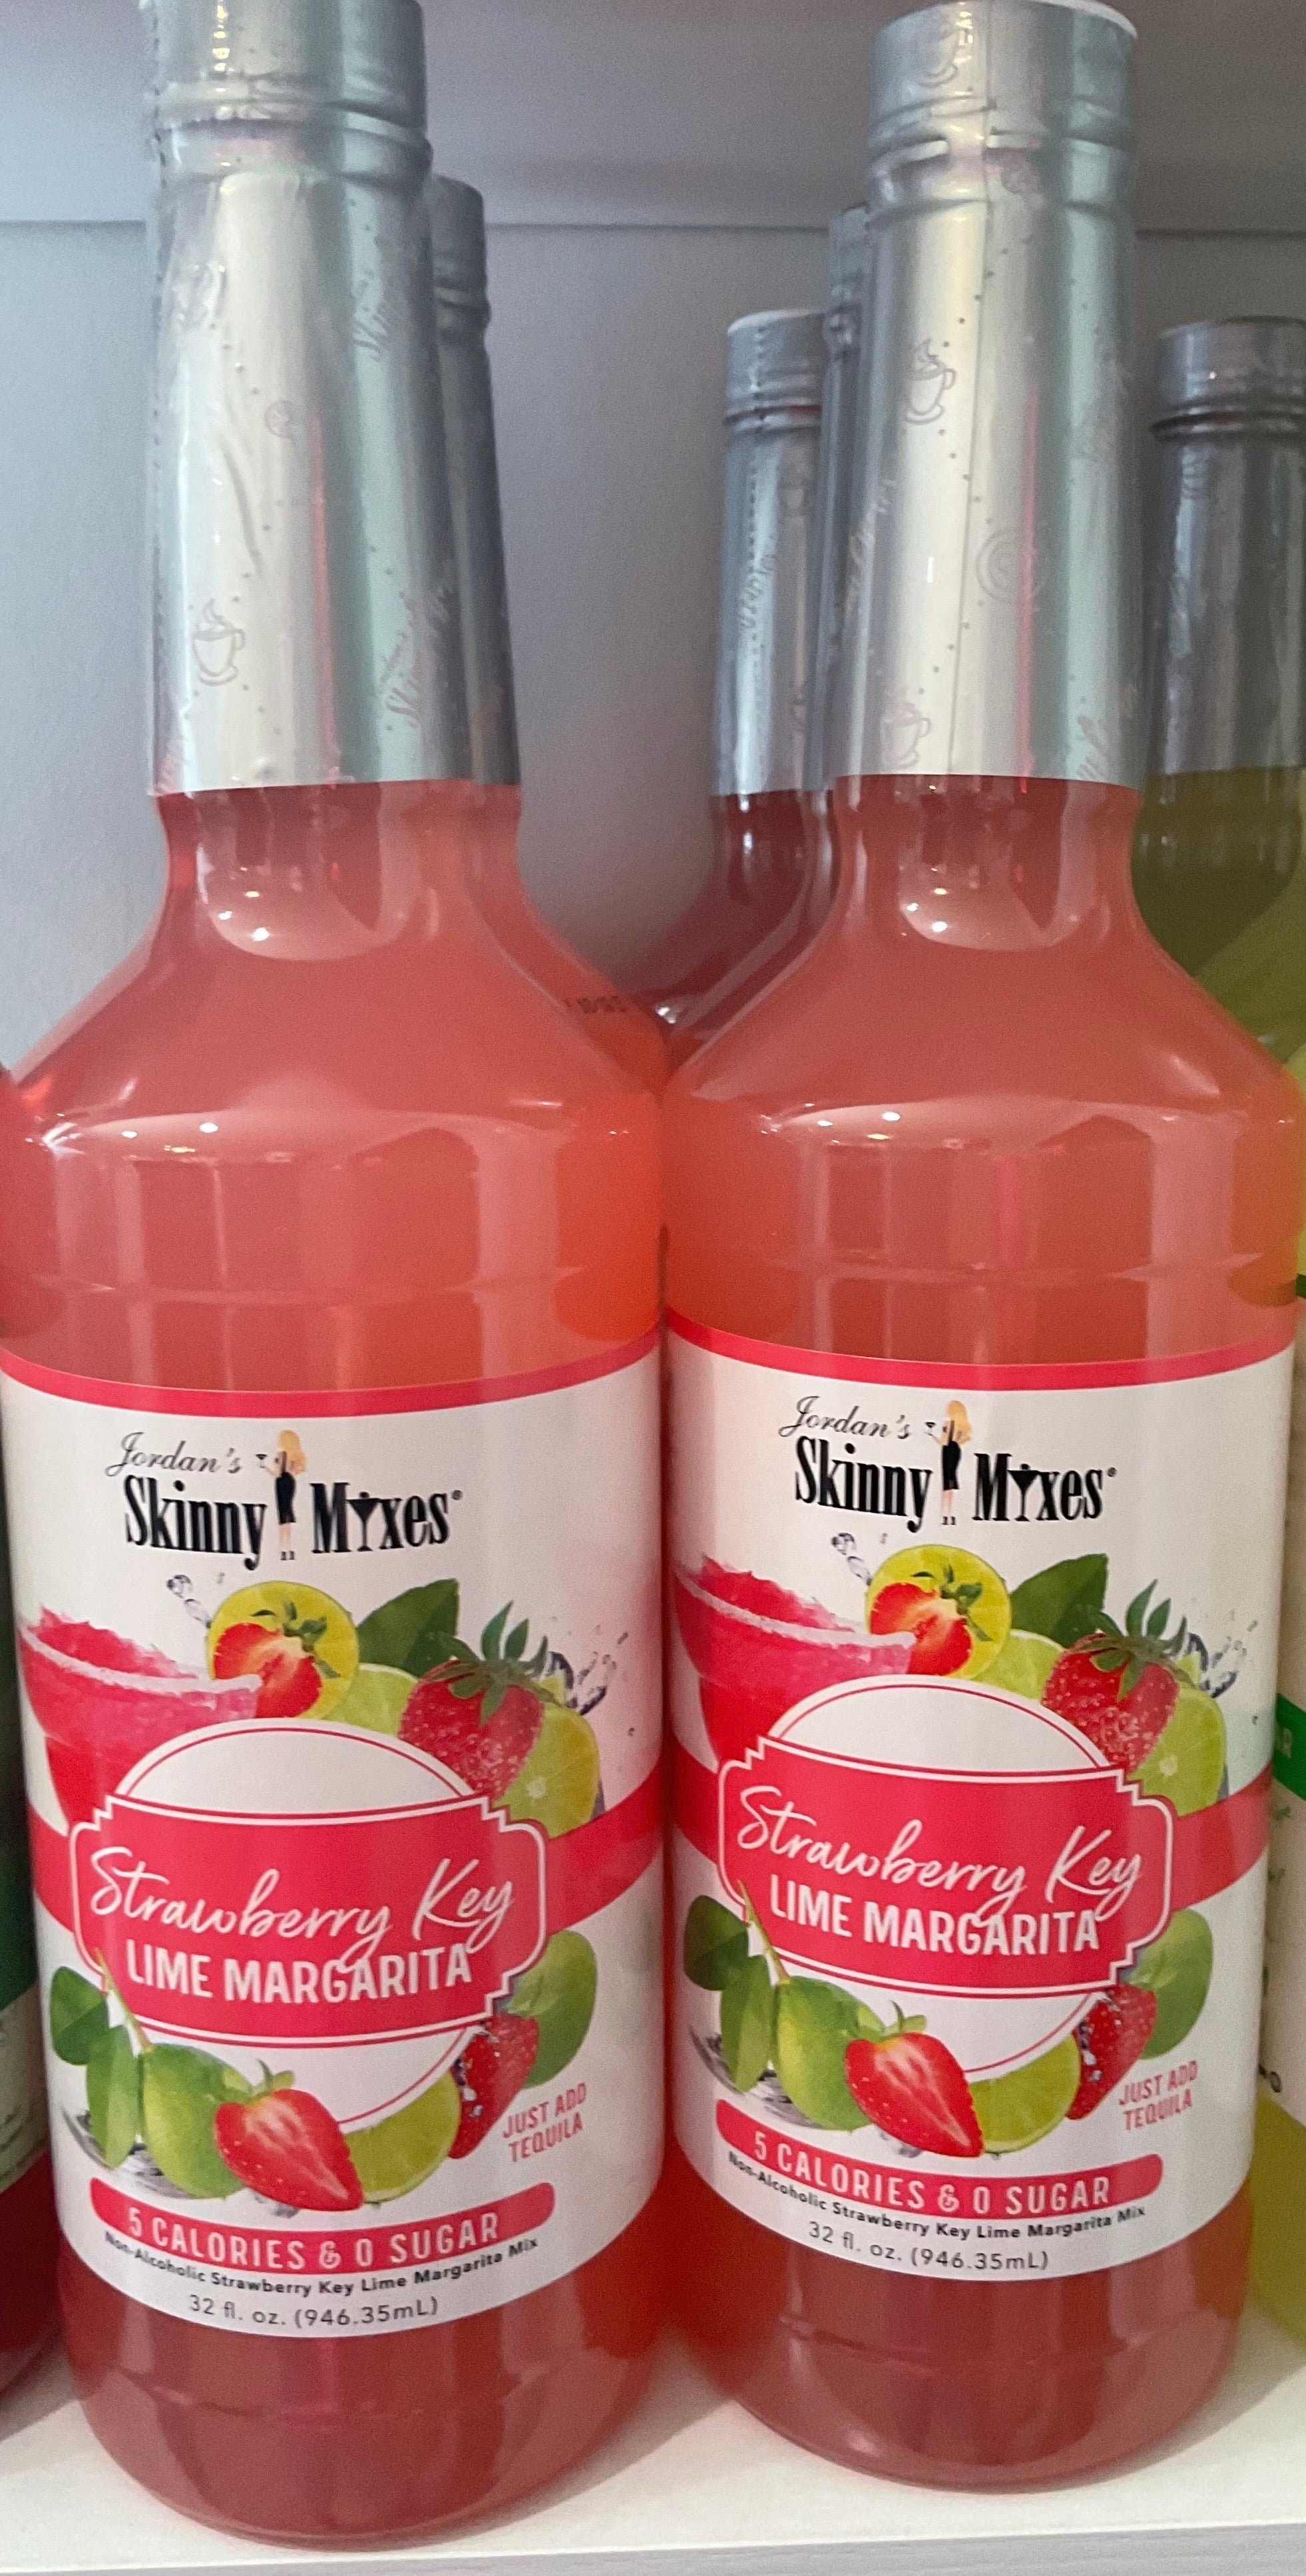 Jordan's
Skinny Mixes®
Strawberry Key
LIME MARGARITA
JUST ADD
TEQUILA
5 CALORIES & 0 SUGAR
Non-Alcoholic Strawberry Key Lime Margarita Mix
32 fl. oz. (946.35mL)
Jordan's
Skinny Mixes®
Strawberry Key
LIME MARGARITA
JUST ADD
TEQUILA
5 CALORIES & 0 SUGAR
Non-Alcoholic Strawberry Key Lime Margarita Mix
32 fl. oz. (946.35mL)